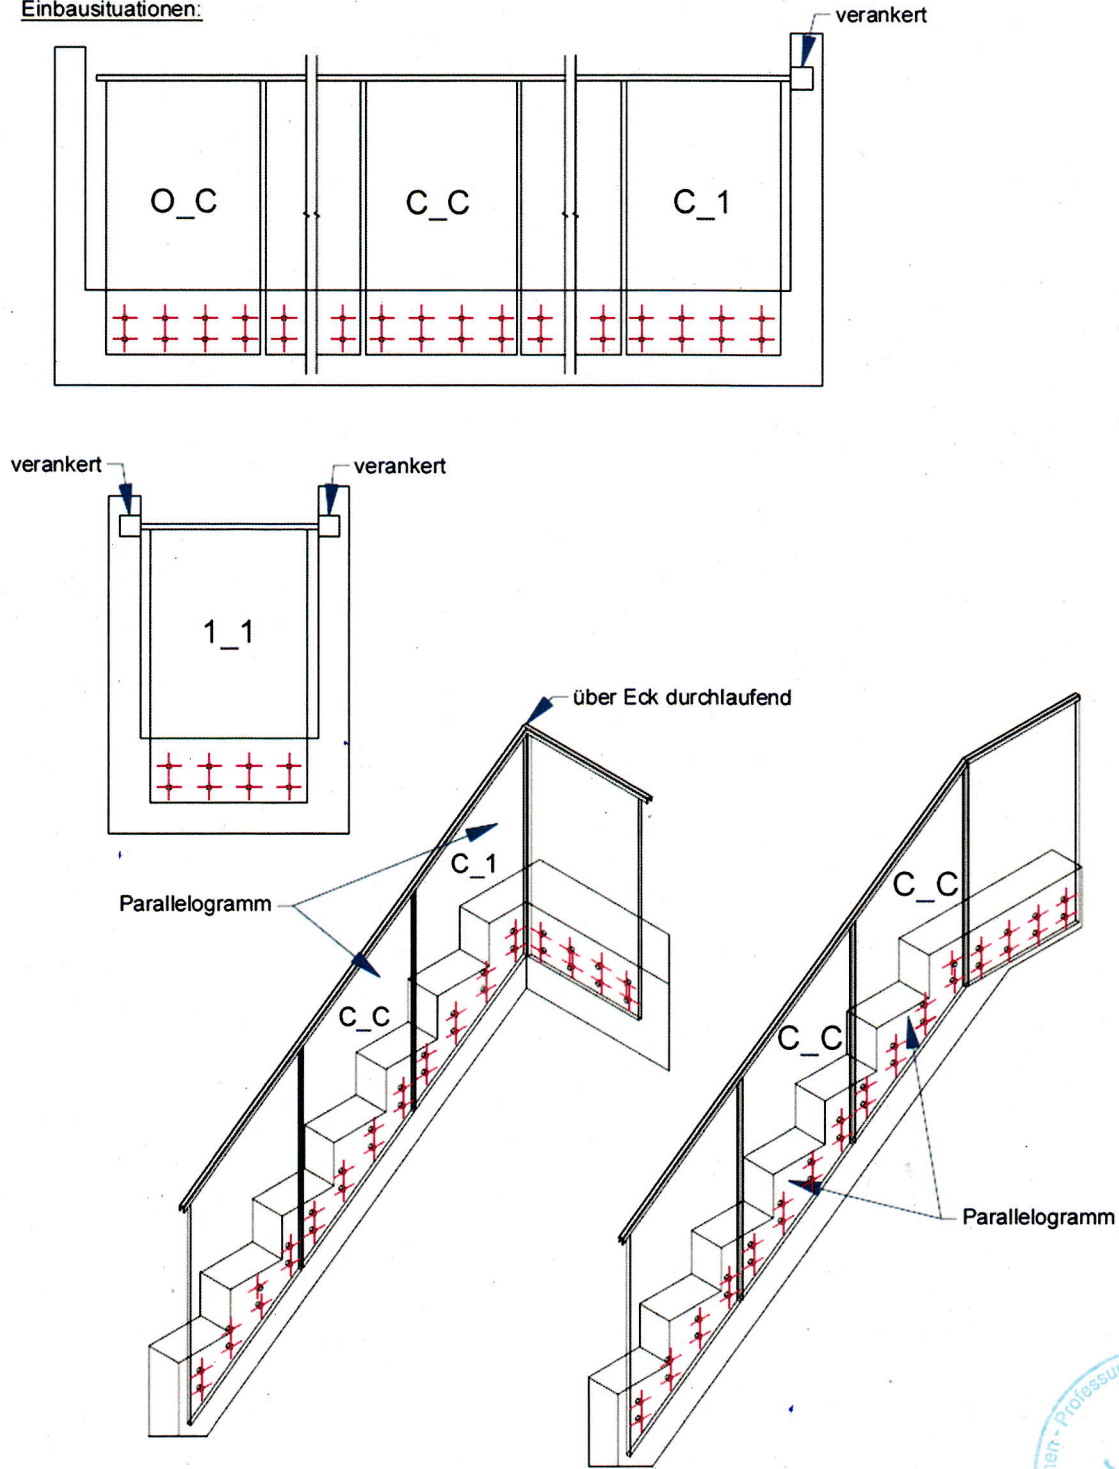 Einbausituationen:
verankert
O_C
C_C
C_1
verankert
verankert
1_1
über Eck durchlaufend
C_1
Parallelogramm
C_C
C_C
C_C
Parallelogramm